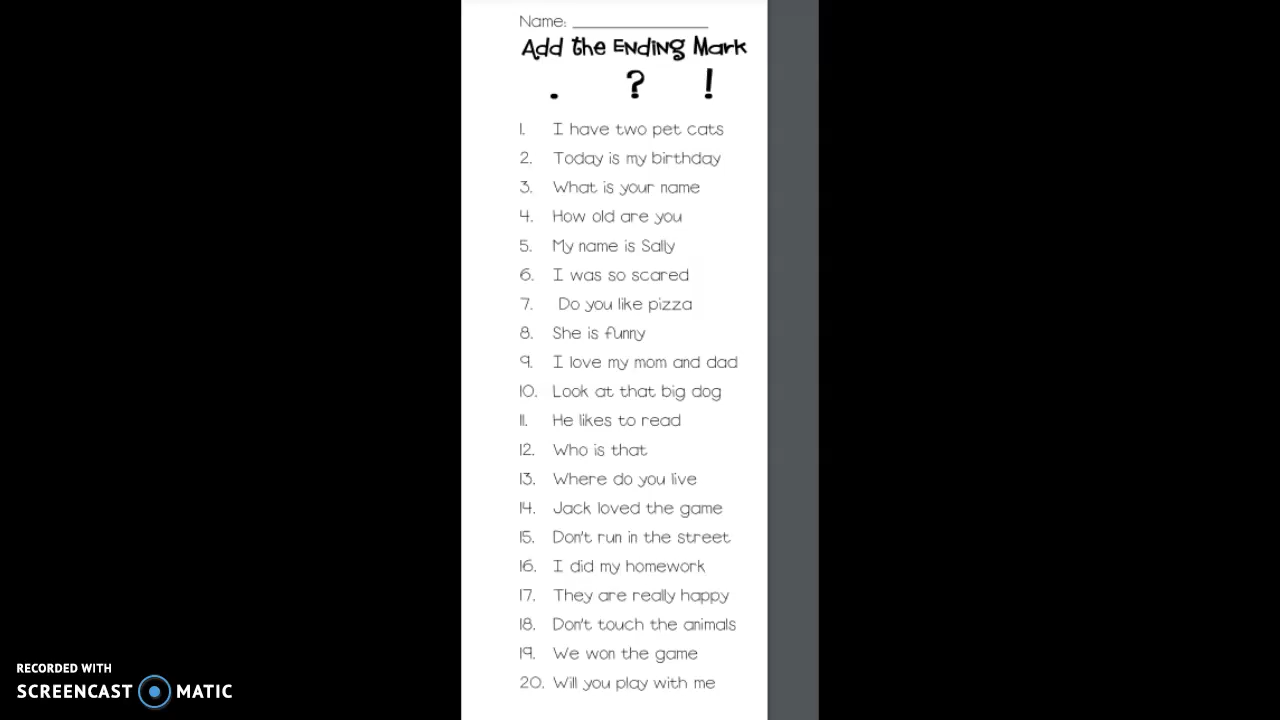 Name: ________________
Add the Ending Mark
. ? !
1. I have two pet cats
2. Today is my birthday
3. What is your name
4. How old are you
5. My name is Sally
6. I was so scared
7. Do you like pizza
8. She is funny
9. I love my mom and dad
10. Look at that big dog
11. He likes to read
12. Who is that
13. Where do you live
14. Jack loved the game
15. Don't run in the street
16. I did my homework
17. They are really happy
18. Don't touch the animals
19. We won the game
20. Will you play with me
RECORDED WITH
SCREENCAST MATIC